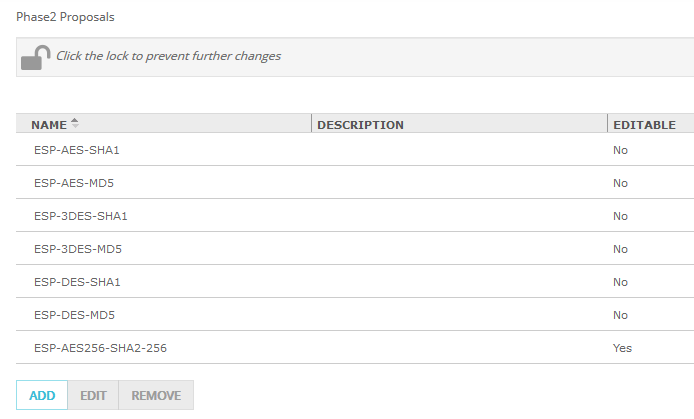 Phase2 Proposals
Click the lock to prevent further changes
NAME DESCRIPTION EDITABLE
ESP-AES-SHA1 No
ESP-AES-MD5 No
ESP-3DES-SHA1 No
ESP-3DES-MD5 No
ESP-DES-SHA1 No
ESP-DES-MD5 No
ESP-AES256-SHA2-256 Yes
ADD EDIT REMOVE